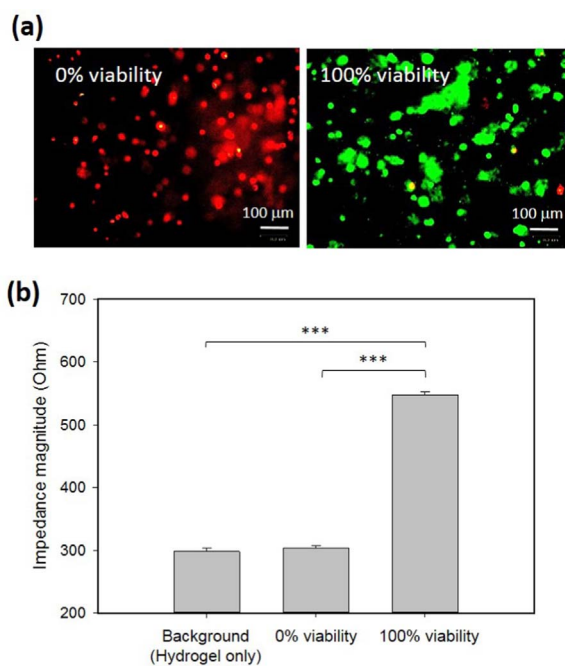 (a)
0% viability
100% viability
100 µm
100 µm
(b)
700
600
500
400
300
200
Impedance magnitude (Ohm)
***
***
Background
(Hydrogel only)
0% viability
100% viability